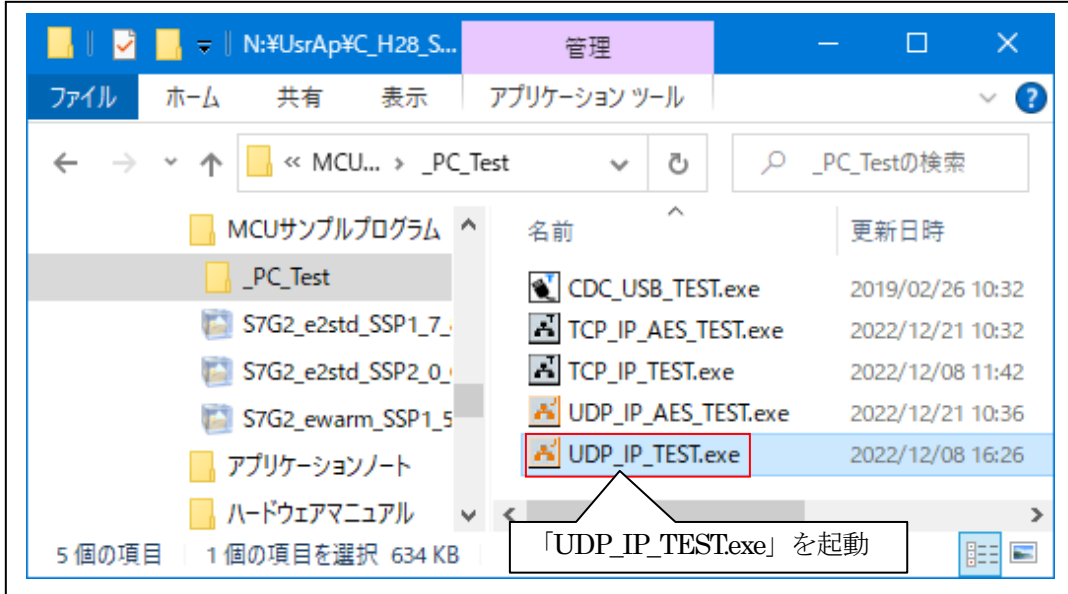 N:¥UsrAp¥C_H28_S...
管理
ファイル
ホーム
共有
表示
アプリケーション ツール
?
« MCU... › _PC_Test
_PC_Testの検索
MCUサンプルプログラム
_PC_Test
S7G2_e2std_SSP1_7_
S7G2_e2std_SSP2_0_
S7G2_ewarm_SSP1_5
アプリケーションノート
ハードウェアマニュアル
名前
更新日時
CDC_USB_TEST.exe 2019/02/26 10:32
TCP_IP_AES_TEST.exe 2022/12/21 10:32
TCP_IP_TEST.exe 2022/12/08 11:42
UDP_IP_AES_TEST.exe 2022/12/21 10:36
UDP_IP_TEST.exe 2022/12/08 16:26
「UDP_IP_TEST.exe」を起動
5 個の項目 1 個の項目を選択 634 KB